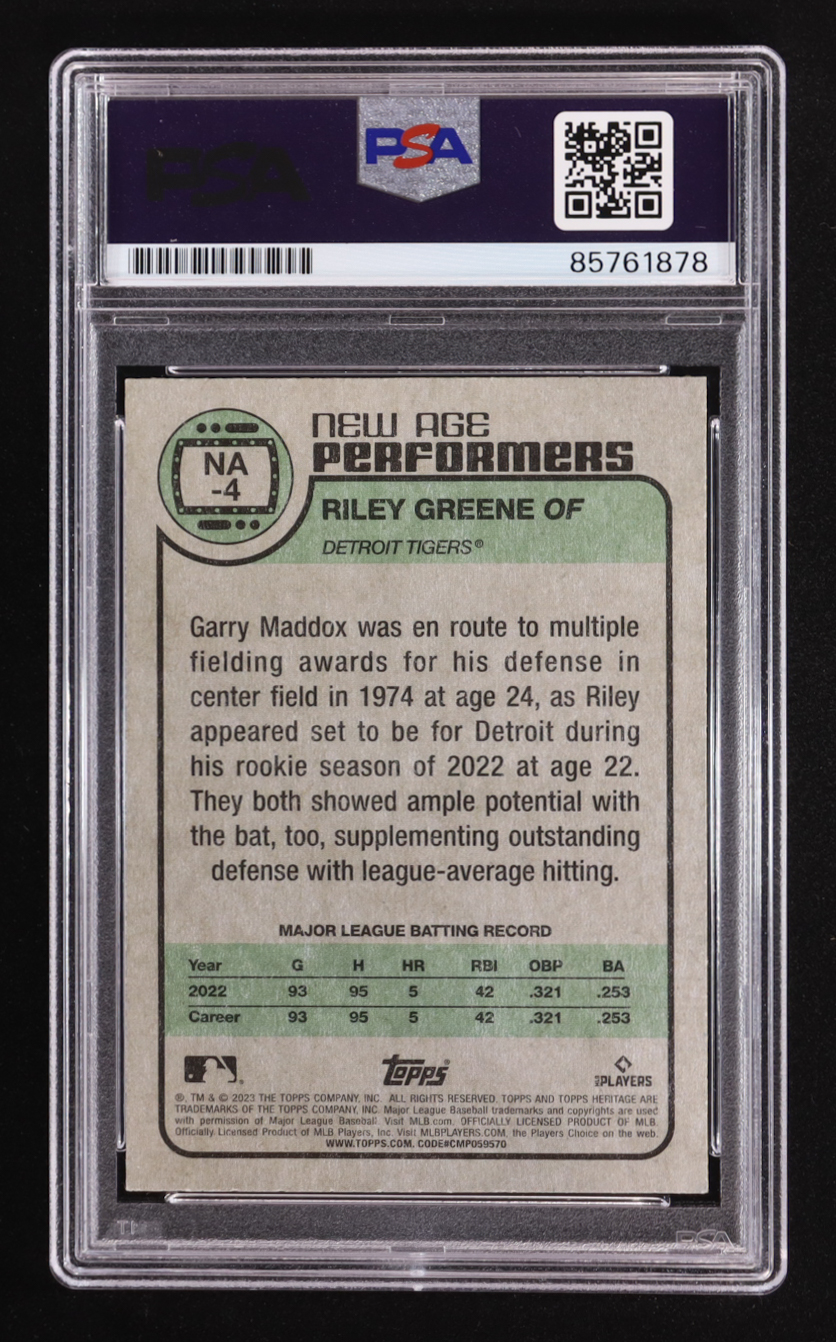 PSA
PSA
85761878
NA
-4
NEW AGE
PERFORMERS
RILEY GREENE OF
DETROIT TIGERS®
Garry Maddox was en route to multiple
fielding awards for his defense in
center field in 1974 at age 24, as Riley
appeared set to be for Detroit during
his rookie season of 2022 at age 22.
They both showed ample potential with
the bat, too, supplementing outstanding
defense with league-average hitting.
MAJOR LEAGUE BATTING RECORD
Year G H HR RBI OBP BA
2022 93 95 5 42 .321 .253
Career 93 95 5 42 .321 .253
Topps®
PLAYERS
®, TM & © 2023 THE TOPPS COMPANY, INC. ALL RIGHTS RESERVED. TOPPS AND TOPPS HERITAGE ARE
TRADEMARKS OF THE TOPPS COMPANY, INC. Major League Baseball trademarks and copyrights are used
with permission of Major League Baseball. Visit MLB.com. OFFICIALLY LICENSED PRODUCT OF MLB
Officially Licensed Product of MLB Players, Inc. Visit MLBPLAYERS.COM, the Players Choice on the web.
WWW.TOPPS.COM. CODE#CMP059570
PSA